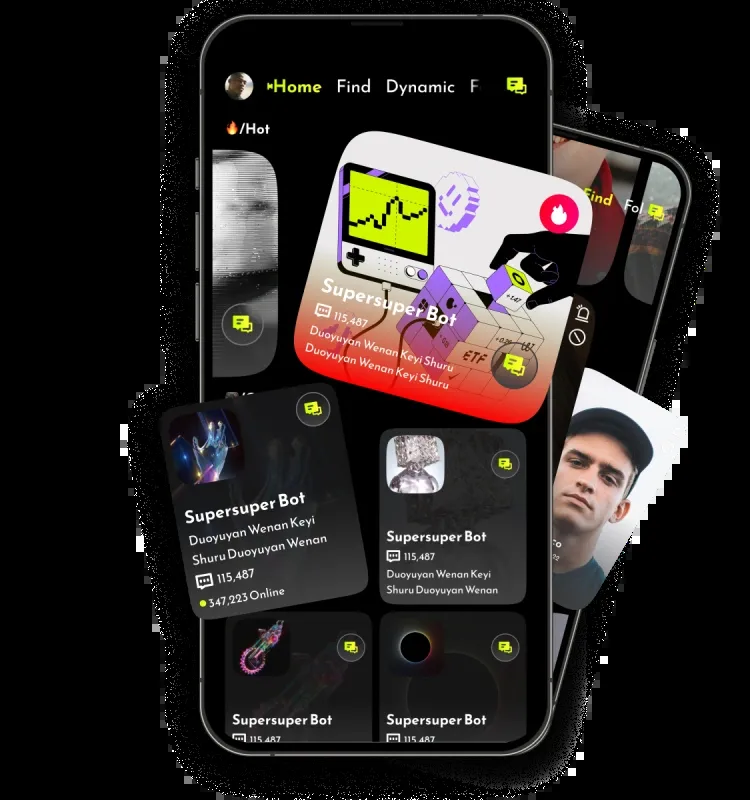 Home Find Dynamic F
🔥/Hot
Find Fol
Supersuper Bot
115,487
Duoyuyan Wenan Keyi Shuru
Duoyuyan Wenan Keyi Shuru
+L47
ETF
Supersuper Bot
Duoyuyan Wenan Keyi
Shuru Duoyuyan Wenan
115,487
347,223 Online
Supersuper Bot
115,487
Duoyuyan Wenan Keyi
Shuru Duoyuyan Wenan
Supersuper Bot
115,487
Supersuper Bot
115,487